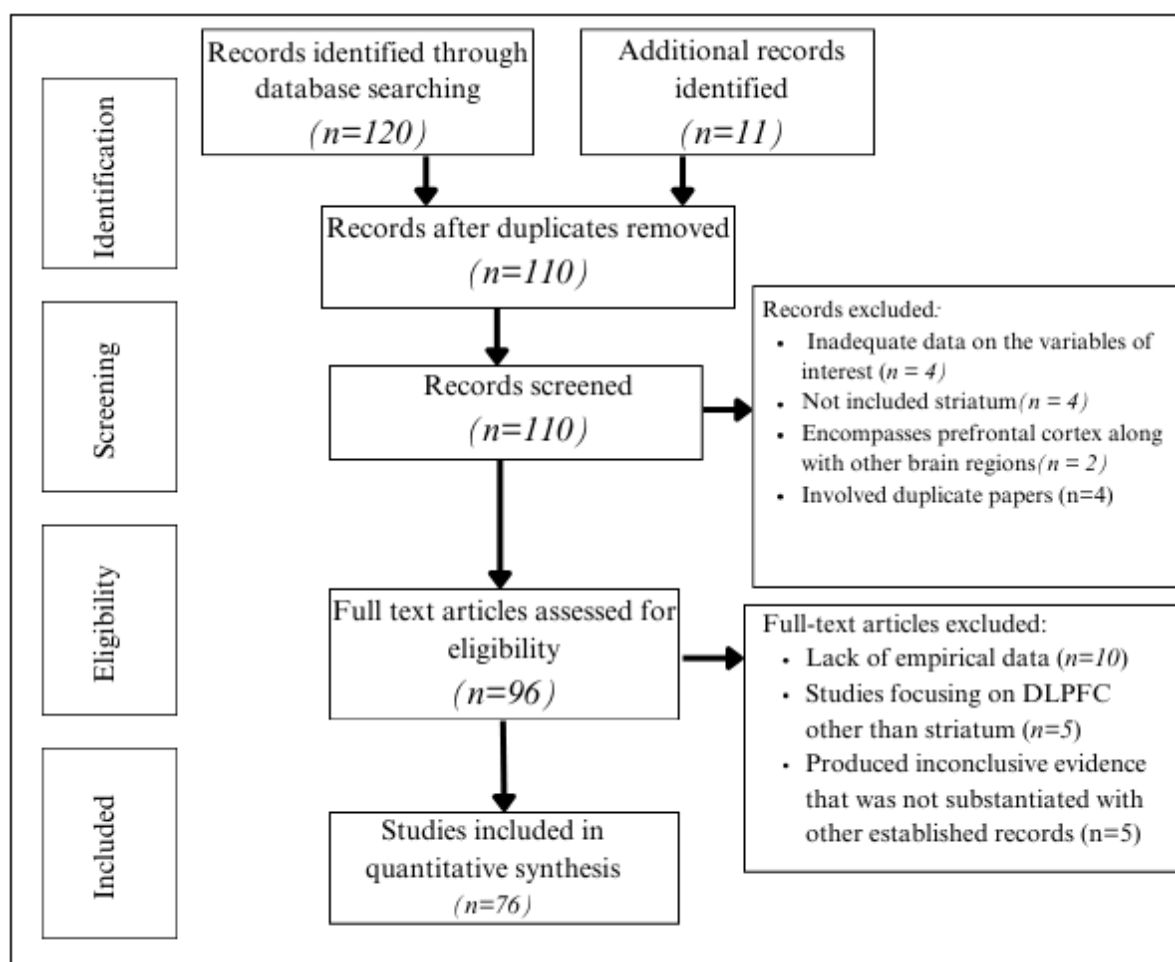 Identification
Records identified through
database searching
(n=120)
Additional records
identified
(n=11)
Records after duplicates removed
(n=110)
Screening
Records screened
(n=110)
Records excluded:
• Inadequate data on the variables of
interest (n = 4)
• Not included striatum(n = 4)
• Encompasses prefrontal cortex along
with other brain regions(n = 2)
• Involved duplicate papers (n=4)
Eligibility
Full text articles assessed for
eligibility
(n=96)
Full-text articles excluded:
• Lack of empirical data (n=10)
• Studies focusing on DLPFC
other than striatum (n=5)
• Produced inconclusive evidence
that was not substantiated with
other established records (n=5)
Included
Studies included in
quantitative synthesis
(n=76)